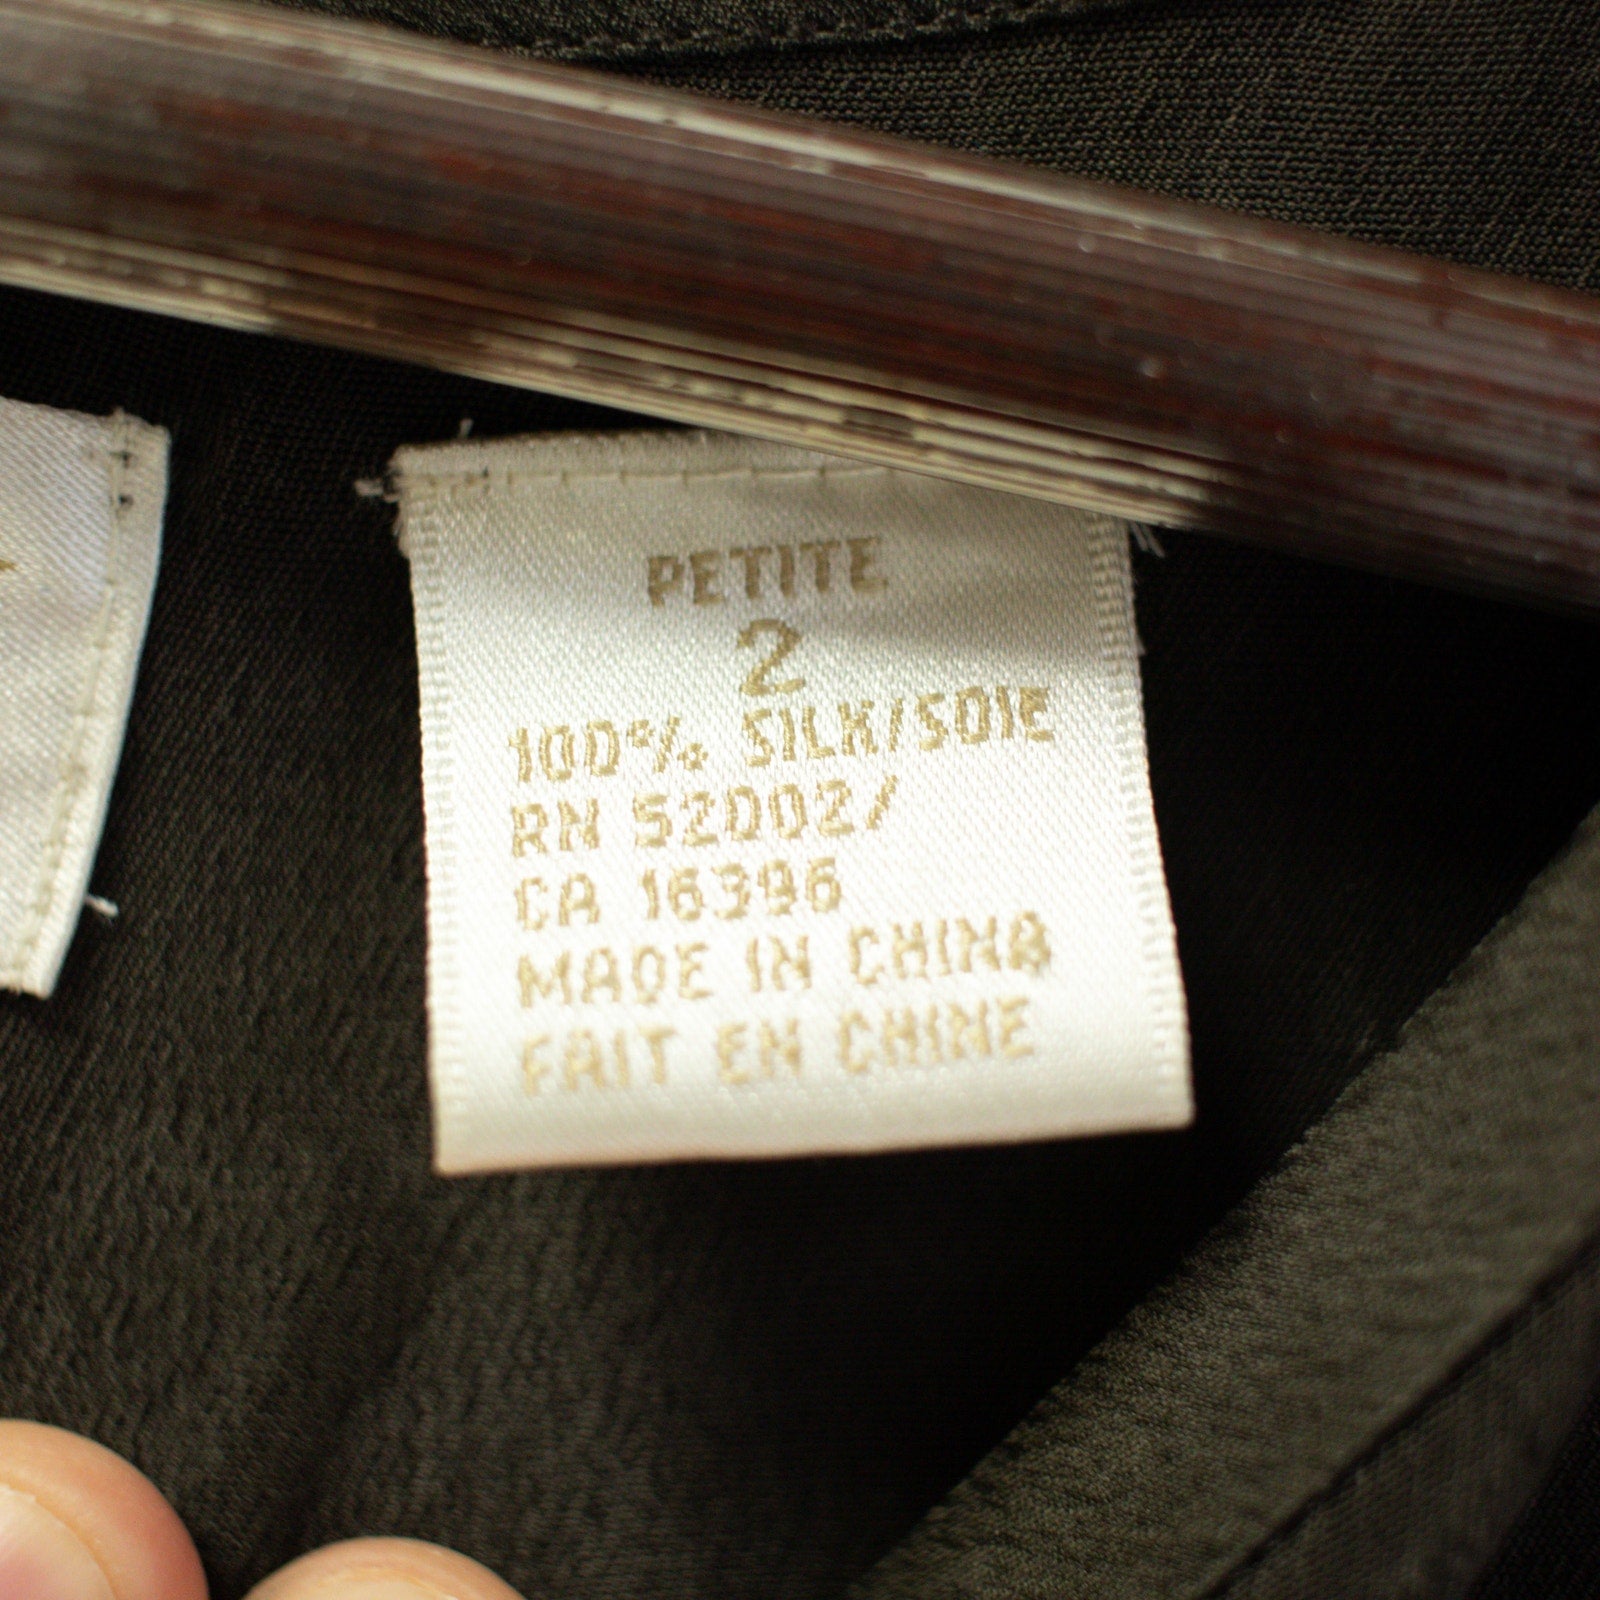 PETITE
2
100% SILK/SOIE
RN 52002/
CA 16396
MADE IN CHINA
FAIT EN CHINE